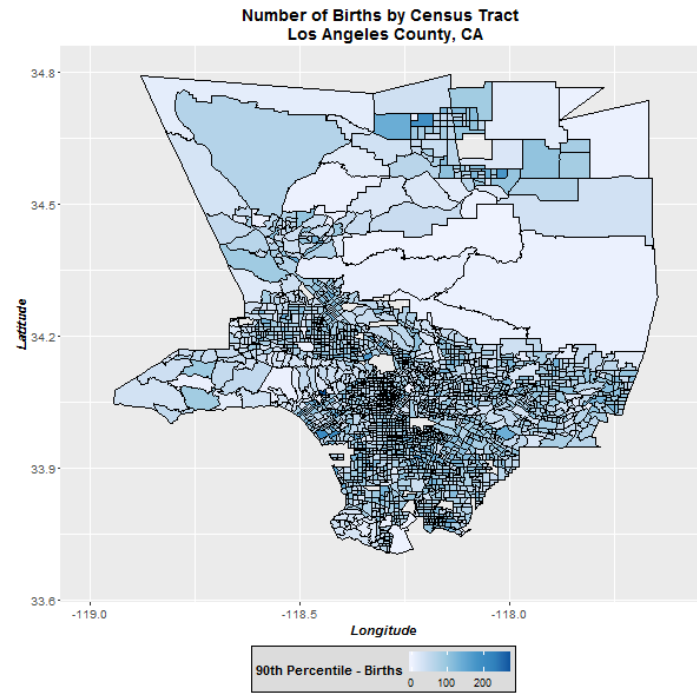 Number of Births by Census Tract
Los Angeles County, CA
34.8
34.5
34.2
33.9
33.6
Latitude
-119.0
-118.5
-118.0
Longitude
90th Percentile - Births
0
100
200